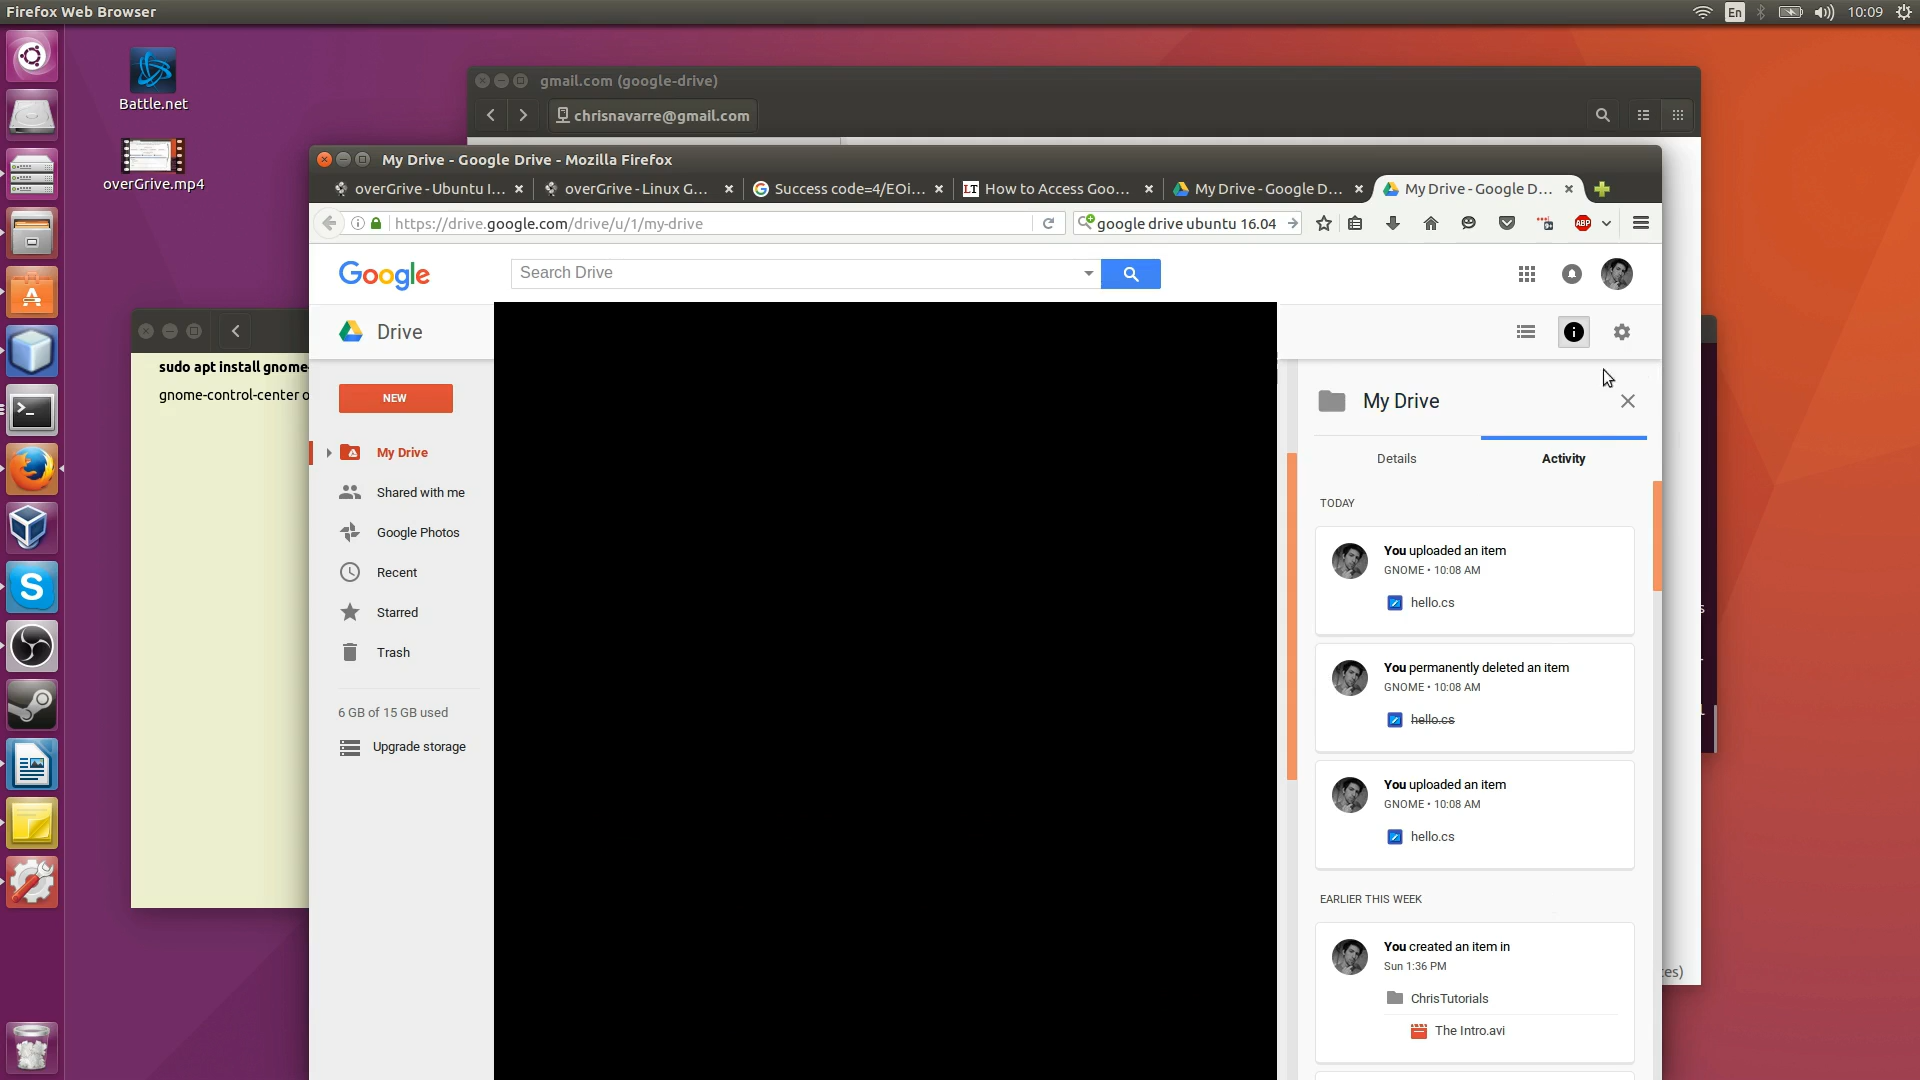 Firefox Web Browser
En
10:09
Battle.net
overGrive.mp4
gmail.com (google-drive)
chrisnavarre@gmail.com
My Drive - Google Drive - Mozilla Firefox
overGrive - Ubuntu I...
overGrive - Linux G...
Success code=4/EOi...
LT How to Access Goo...
My Drive - Google D...
My Drive - Google D...
https://drive.google.com/drive/u/1/my-drive
google drive ubuntu 16.04
ABP
Google
Search Drive
Drive
sudo apt install gnome-
gnome-control-center o
NEW
My Drive
Shared with me
Google Photos
Recent
Starred
Trash
6 GB of 15 GB used
Upgrade storage
My Drive
Details
Activity
TODAY
You uploaded an item
GNOME • 10:08 AM
hello.cs
You permanently deleted an item
GNOME • 10:08 AM
hello.cs
You uploaded an item
GNOME • 10:08 AM
hello.cs
EARLIER THIS WEEK
You created an item in
Sun 1:36 PM
ChrisTutorials
The Intro.avi
tes)